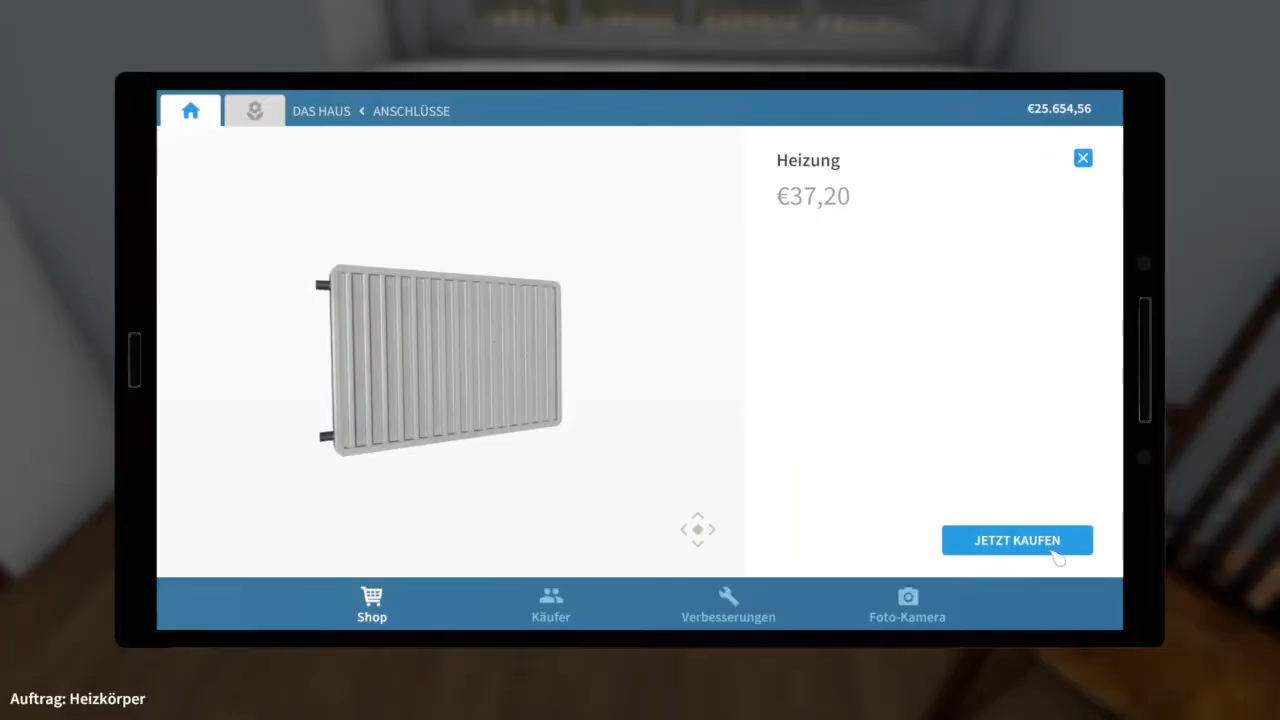 DAS HAUS < ANSCHLÜSSE
€25.654,56
Heizung
€37,20
JETZT KAUFEN
Shop
Käufer
Verbesserungen
Foto-Kamera
Auftrag: Heizkörper